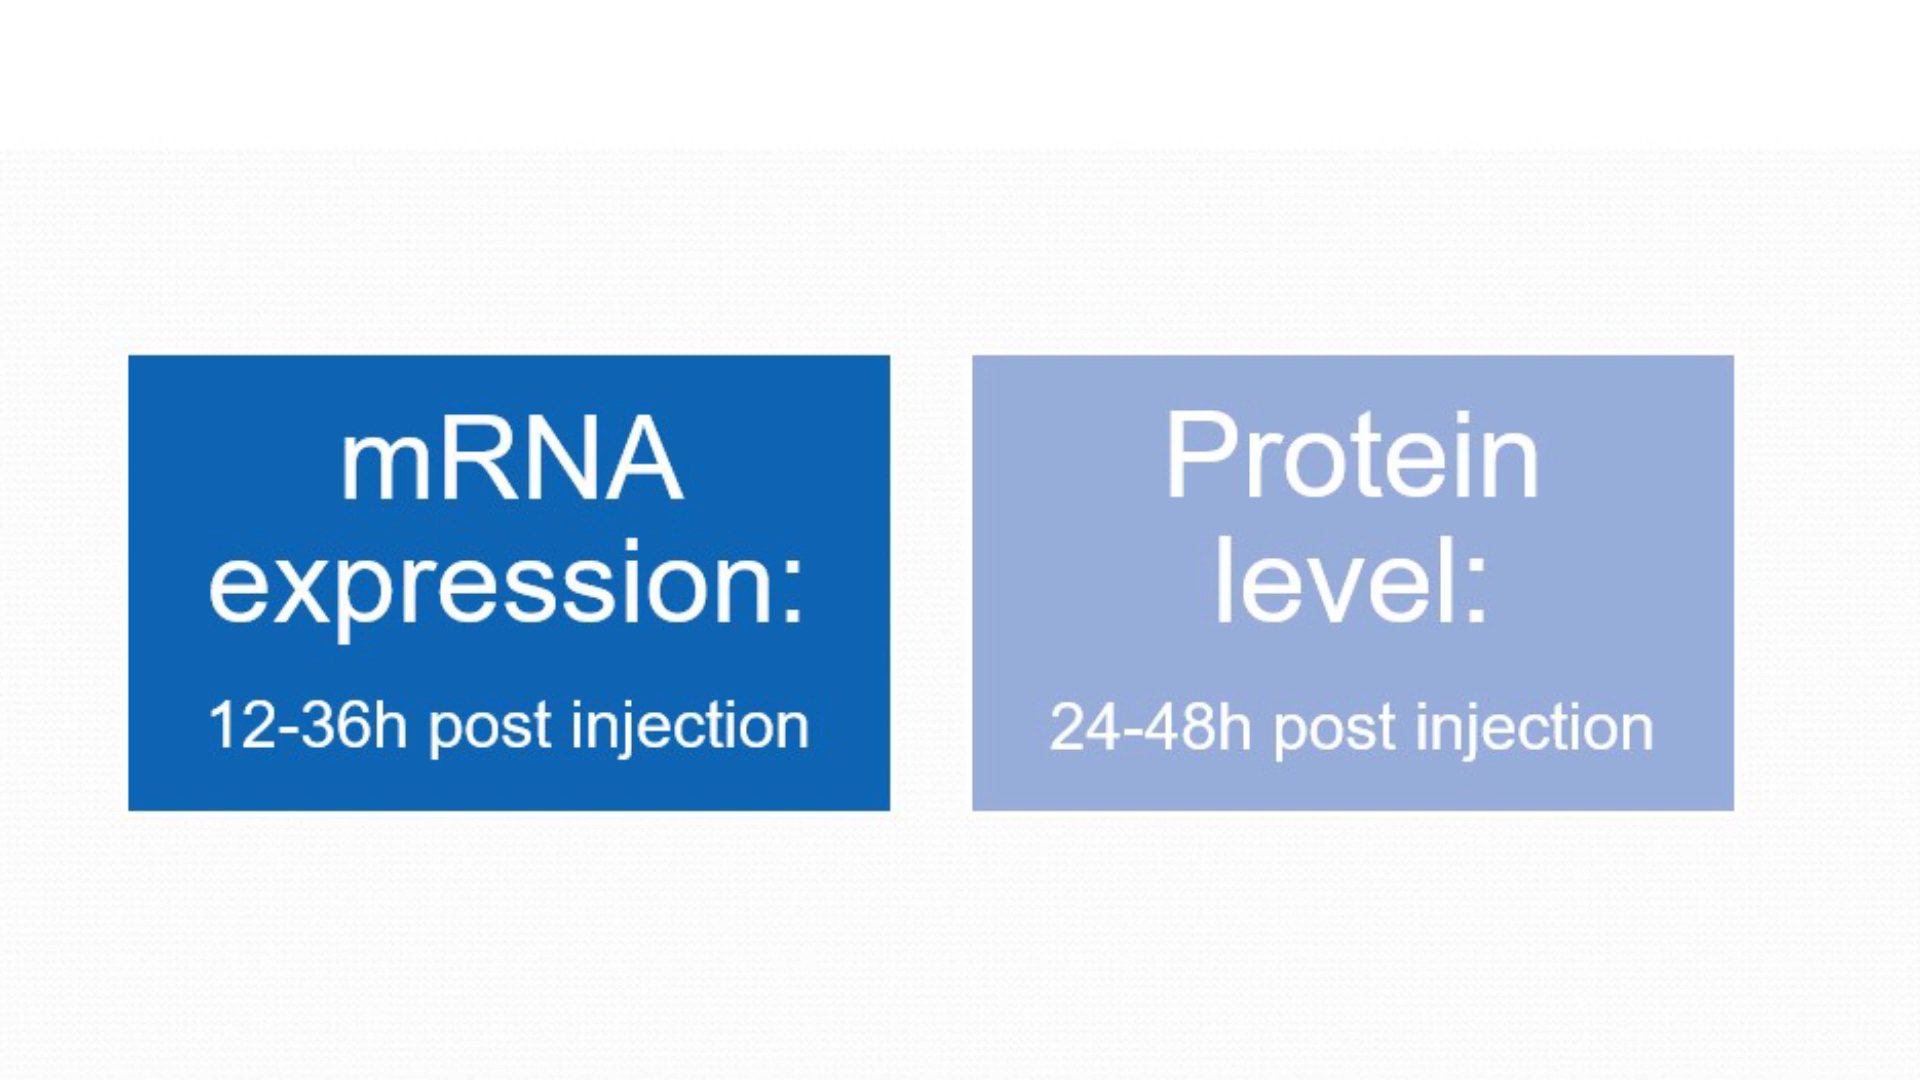 mRNA
expression:
12-36h post injection
Protein
level:
24-48h post injection